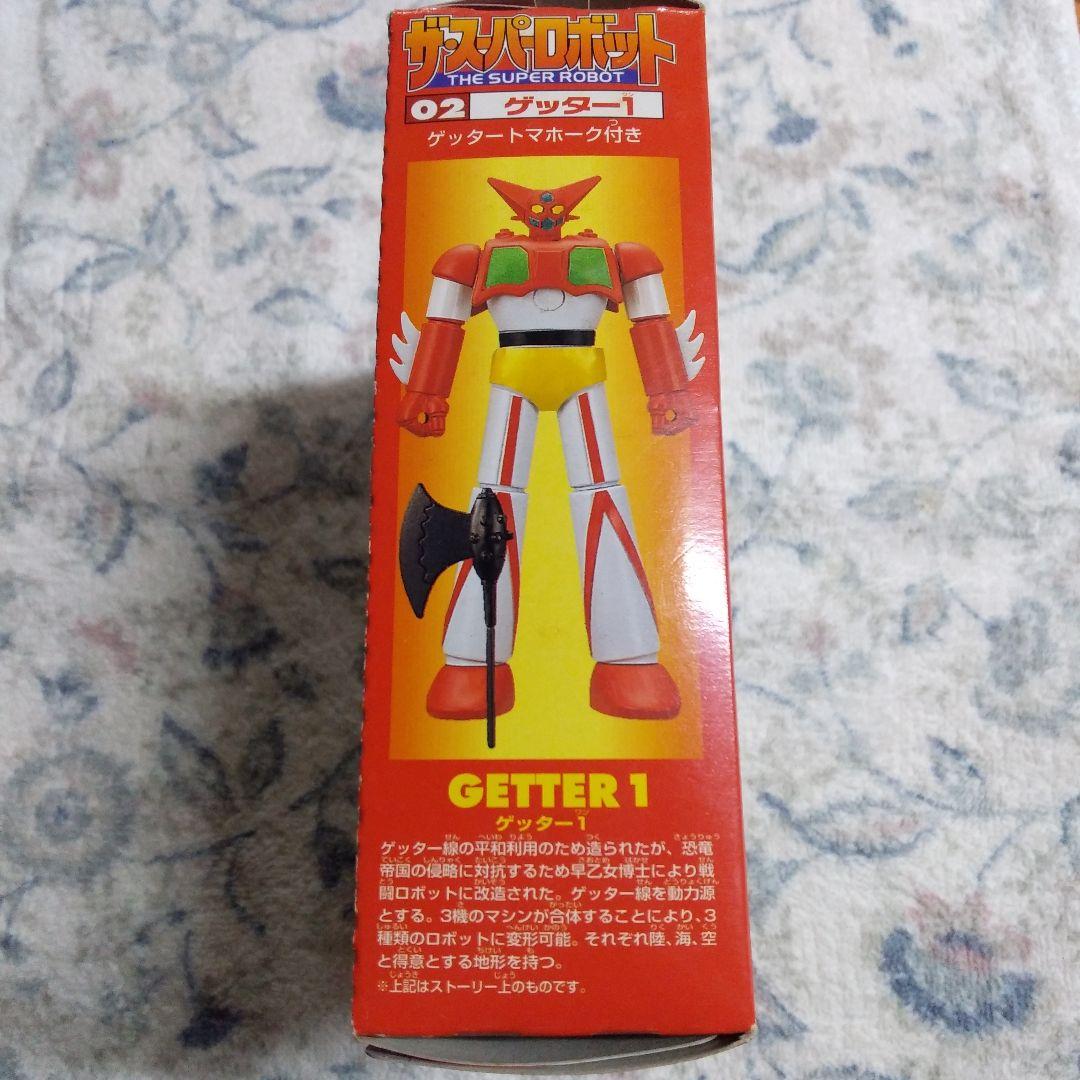 ザ・スーパーロボット
THE SUPER ROBOT
02 ゲッター1
ゲッタートマホーク付き
GETTER 1
ゲッター1
ゲッター線の平和利用のため造られたが、恐竜
帝国の侵略に対抗するため早乙女博士により戦
闘ロボットに改造された。ゲッター線を動力源
とする。3機のマシンが合体することにより、3
種類のロボットに変形可能。それぞれ陸、海、空
と得意とする地形を持つ。
※上記はストーリー上のものです。